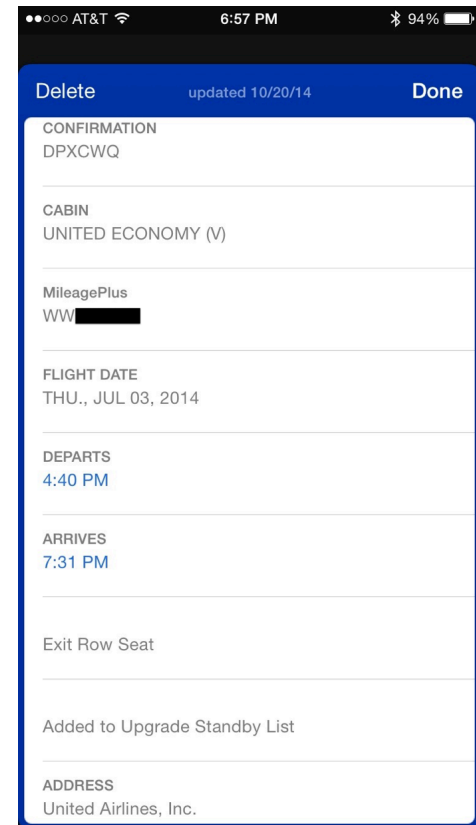 AT&T 6:57 PM 94%
Delete updated 10/20/14 Done
CONFIRMATION
DPXCWQ
CABIN
UNITED ECONOMY (V)
MileagePlus
WW
FLIGHT DATE
THU., JUL 03, 2014
DEPARTS
4:40 PM
ARRIVES
7:31 PM
Exit Row Seat
Added to Upgrade Standby List
ADDRESS
United Airlines, Inc.